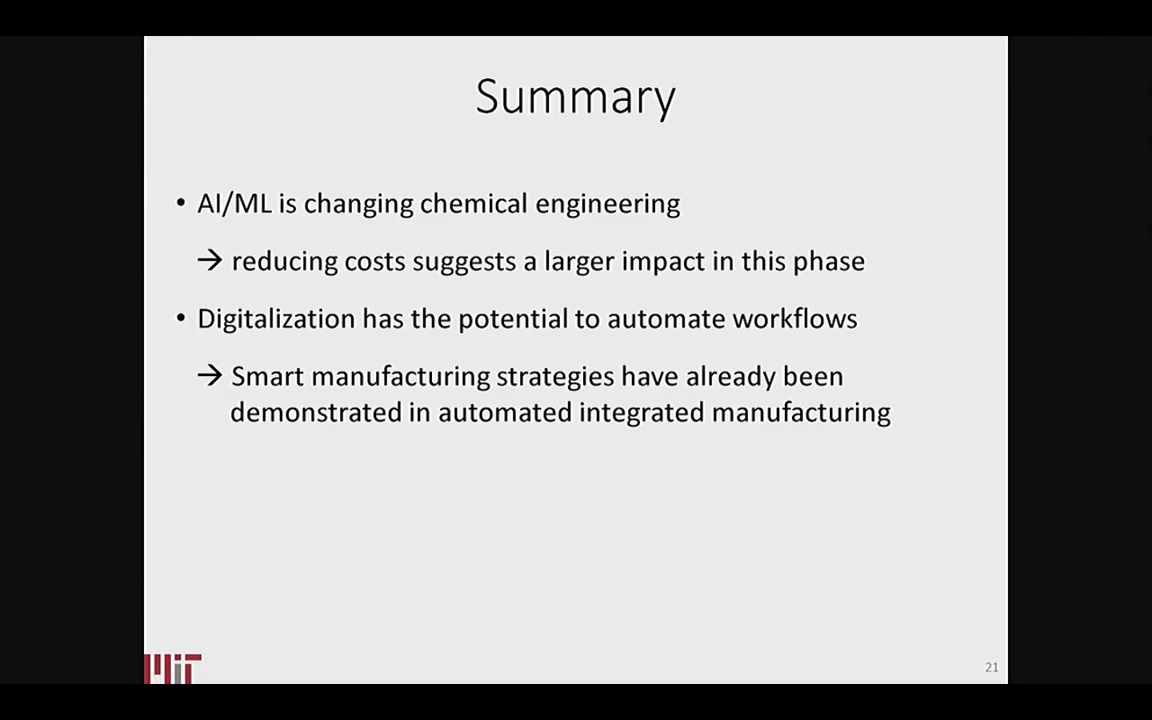 Summary
• AI/ML is changing chemical engineering
→ reducing costs suggests a larger impact in this phase
• Digitalization has the potential to automate workflows
→ Smart manufacturing strategies have already been
demonstrated in automated integrated manufacturing
MIT
21